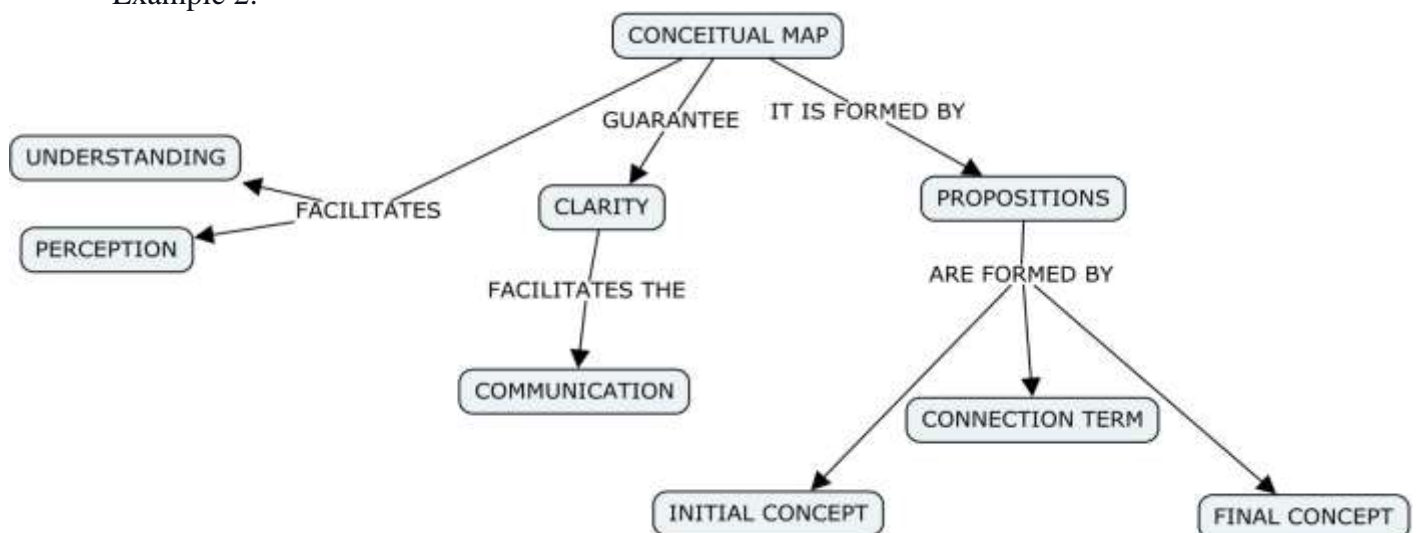 Example 2:
CONCEITUAL MAP
GUARANTEE
IT IS FORMED BY
UNDERSTANDING
FACILITATES
PERCEPTION
CLARITY
PROPOSITIONS
FACILITATES THE
ARE FORMED BY
COMMUNICATION
CONNECTION TERM
INITIAL CONCEPT
FINAL CONCEPT